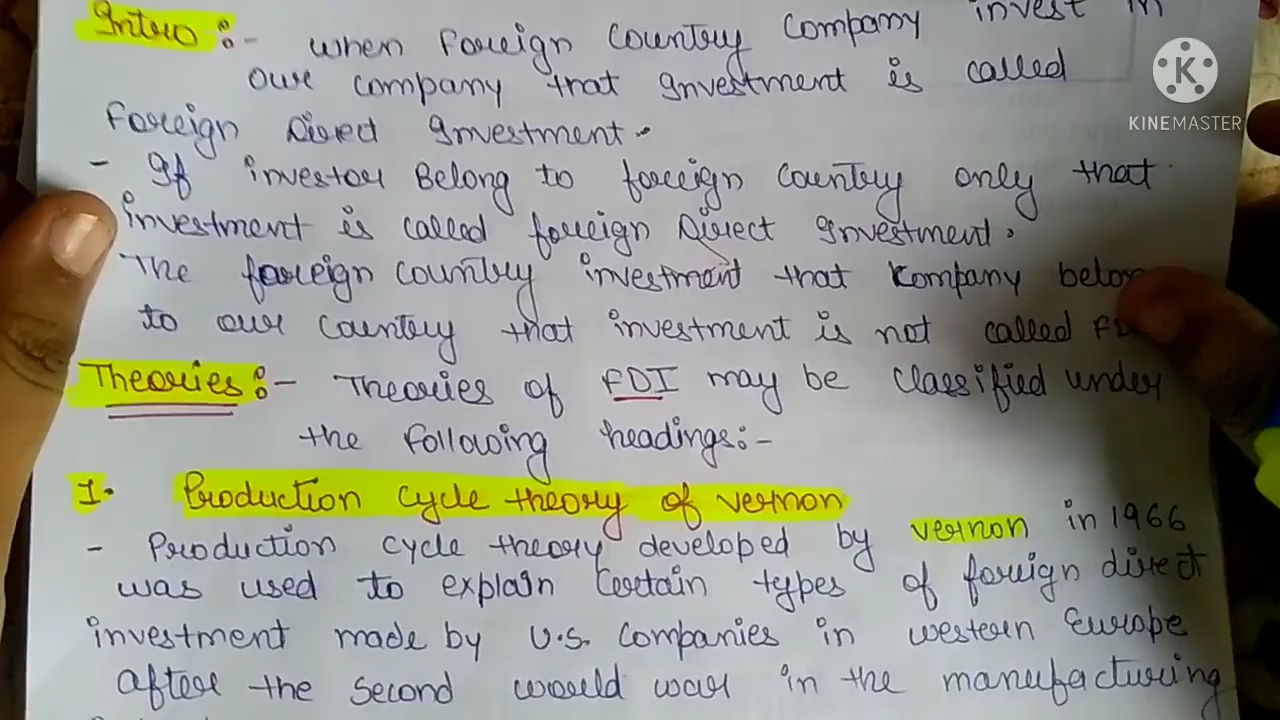 Intro :- when foreign country company invest in
our company that Investment is called
Foreign Direct Investment.
- If investor Belong to foreign country only that
investment is called foreign Direct Investment.
The foreign country investment that company belon
to our country that investment is not called FD
Theories :- Theories of FDI may be classified under
the following headings:-
1. Production cycle theory of vernon
- Production cycle theory developed by vernon in 1966
was used to explain certain types of foreign direct
investment made by U.S. companies in western Europe
after the second would war in the manufacturing
KINEMASTER